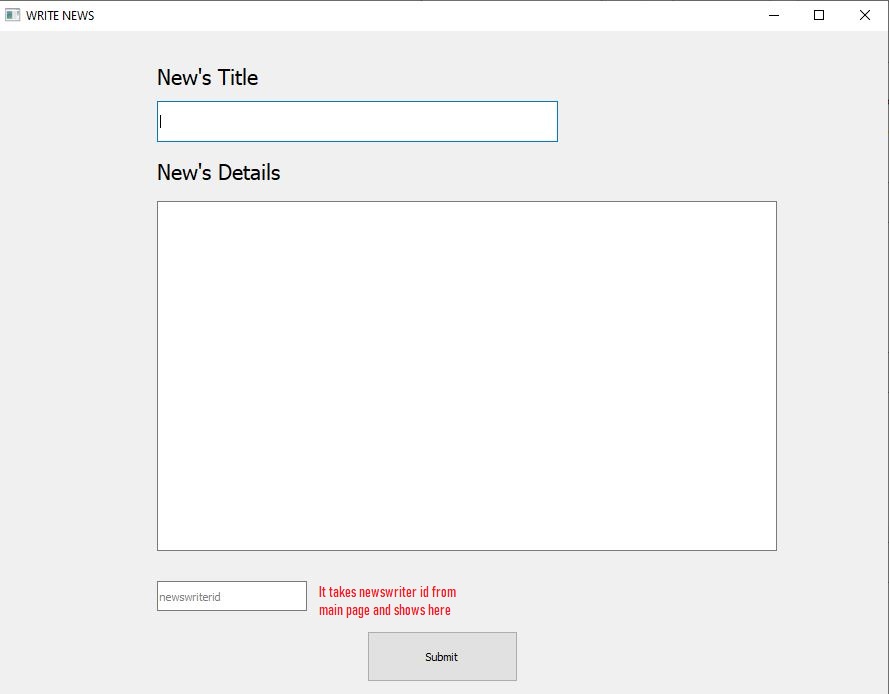 WRITE NEWS
New's Title
New's Details
newswriterid
It takes newswriter id from
main page and shows here
Submit